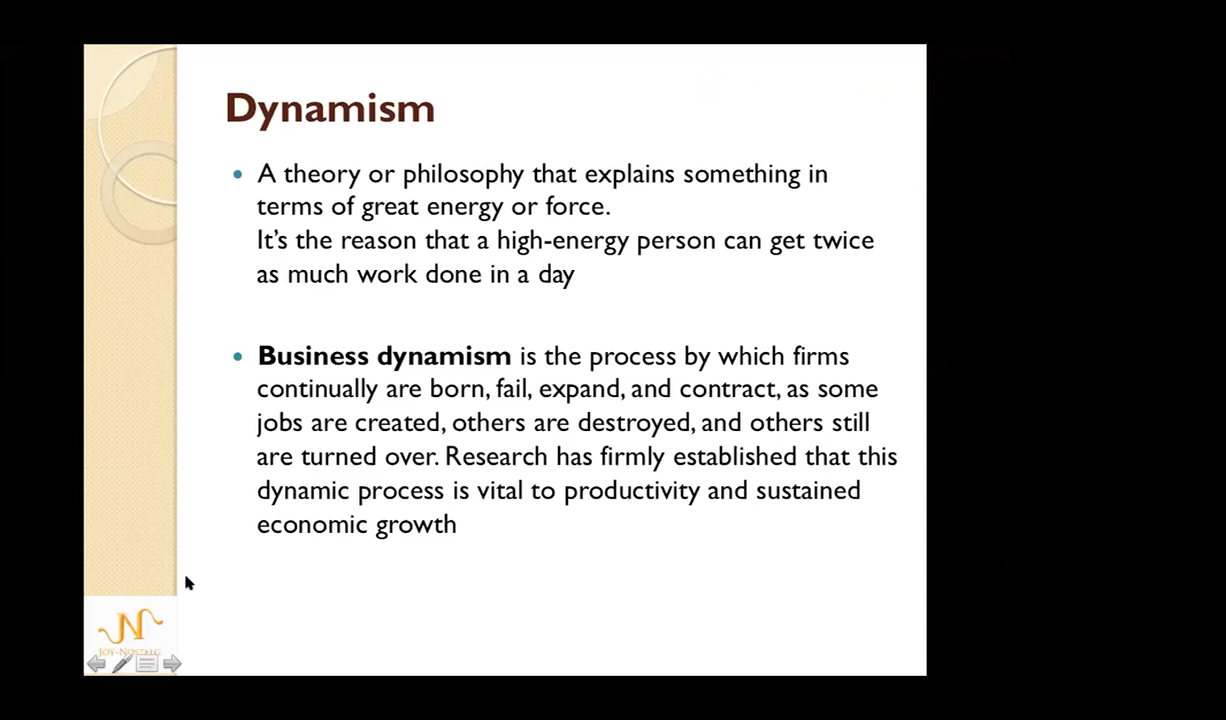 Dynamism
• A theory or philosophy that explains something in
terms of great energy or force.
It’s the reason that a high-energy person can get twice
as much work done in a day
• Business dynamism is the process by which firms
continually are born, fail, expand, and contract, as some
jobs are created, others are destroyed, and others still
are turned over. Research has firmly established that this
dynamic process is vital to productivity and sustained
economic growth
N
JOY-NOSTALG